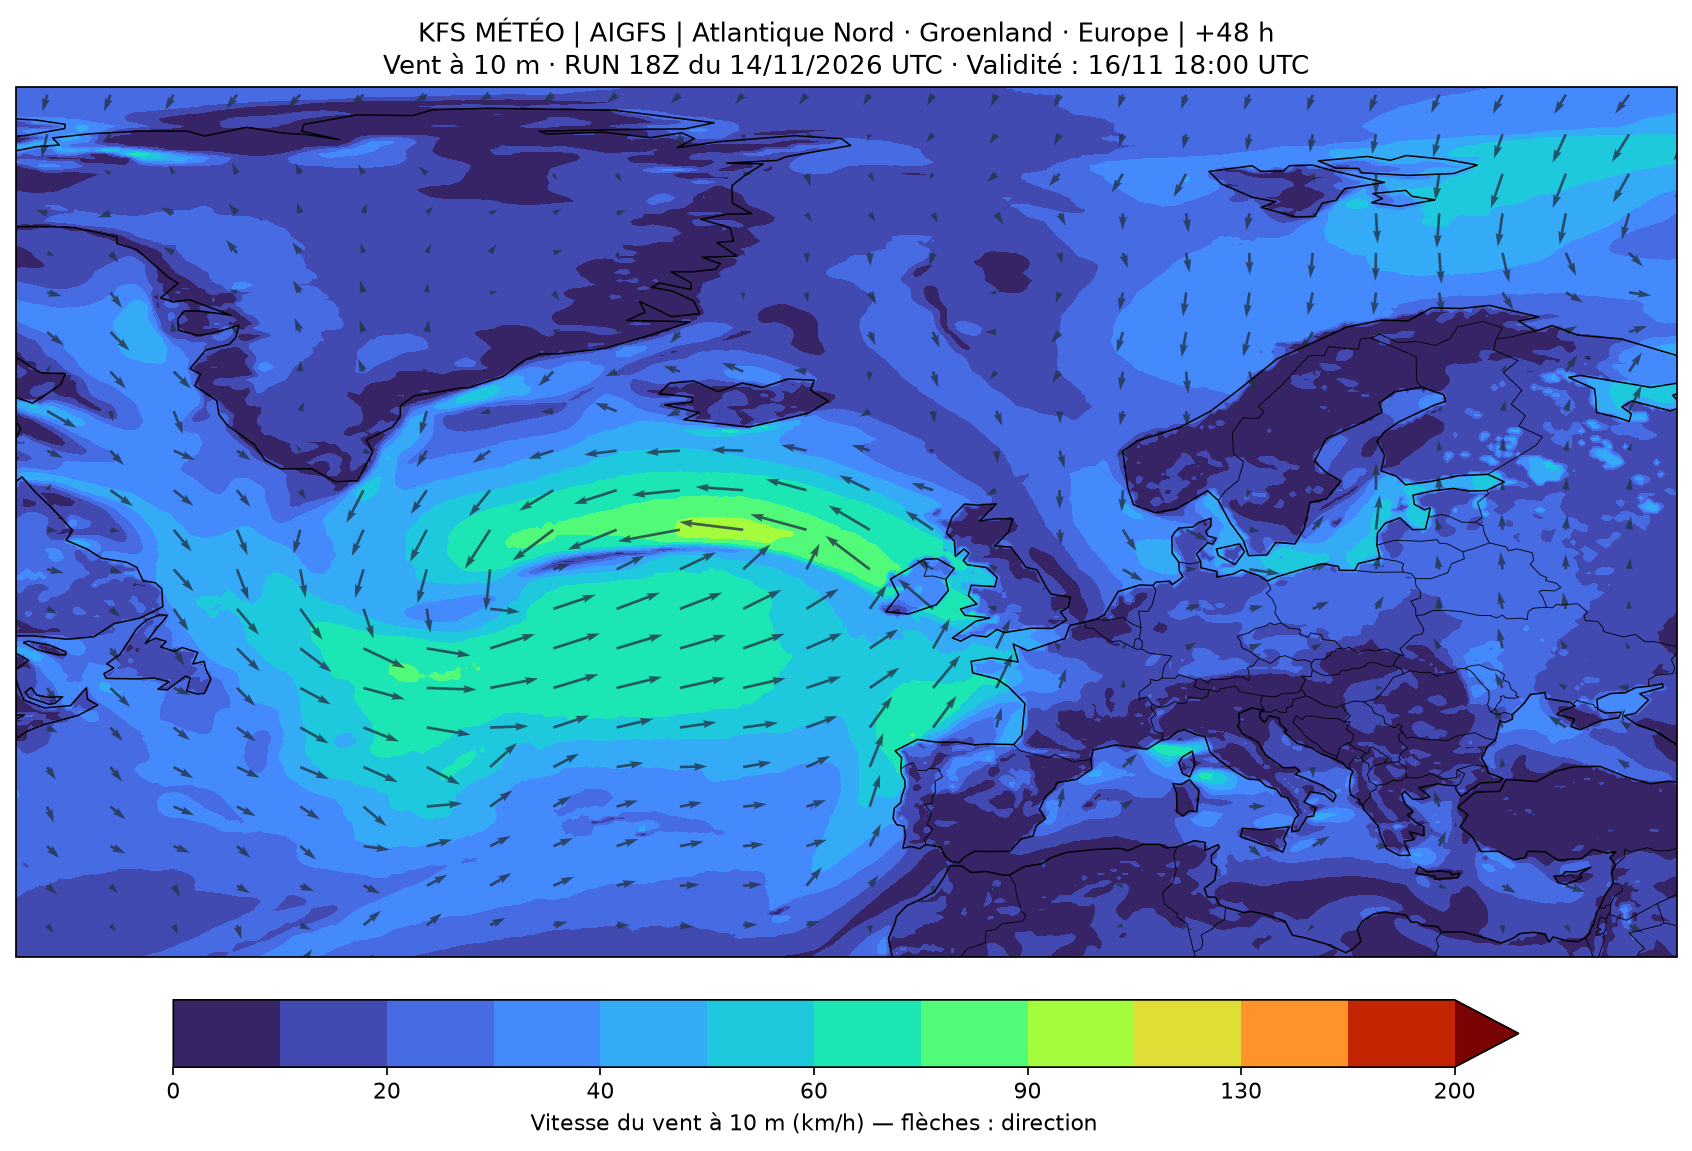 KFS MÉTÉO | AIGFS | Atlantique Nord · Groenland · Europe | +48 h
Vent à 10 m · RUN 18Z du 14/11/2026 UTC · Validité : 16/11 18:00 UTC
0 20 40 60 90 130 200
Vitesse du vent à 10 m (km/h) — flèches : direction